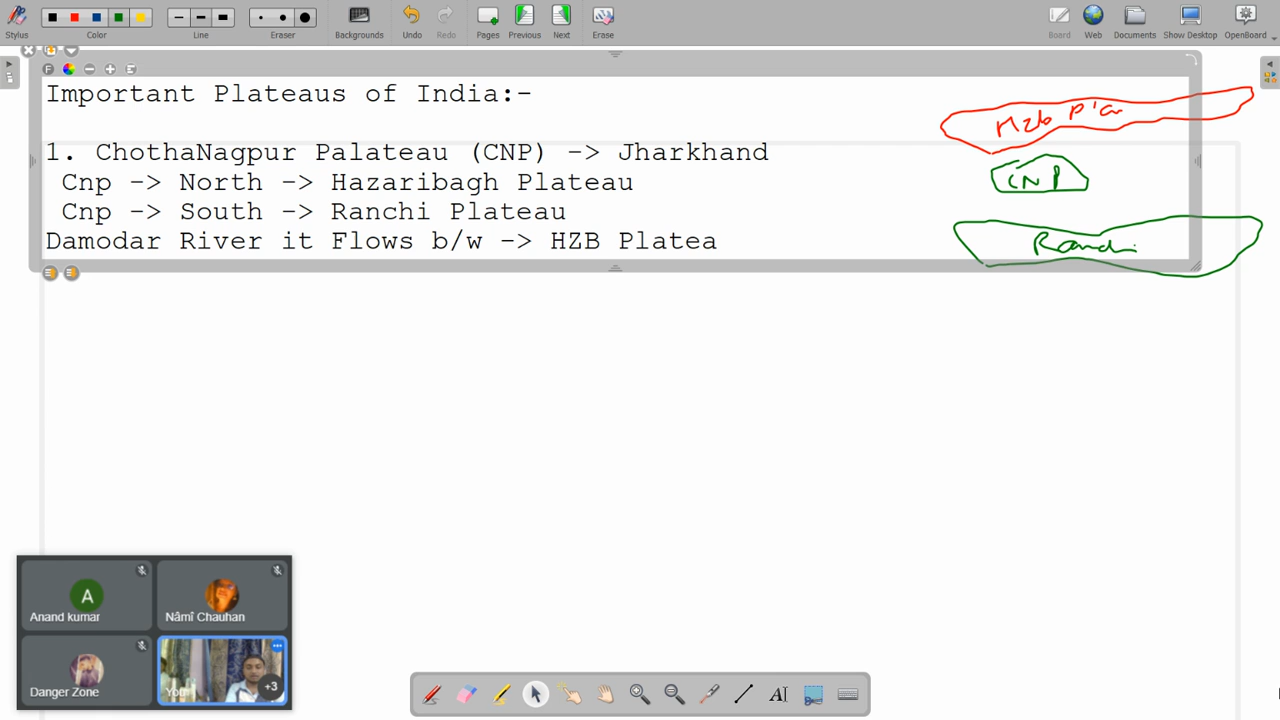 Stylus Color Line Eraser Backgrounds Undo Redo Pages Previous Next Erase Board Web Documents Show Desktop OpenBoard
Important Plateaus of India:-
1. ChothaNagpur Palateau (CNP) -> Jharkhand
Cnp -> North -> Hazaribagh Plateau
Cnp -> South -> Ranchi Plateau
Damodar River it Flows b/w -> HZB Platea
Hzb
CNP
Ranchi
A
Anand kumar
Nâmî Chauhan
Danger Zone
You
+3